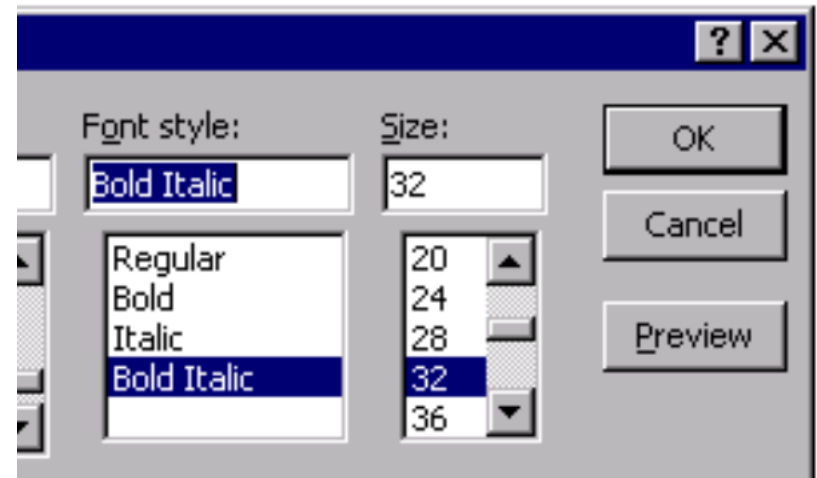 ?
Font style:
Size:
OK
Bold Italic
32
Cancel
Regular
Bold
Italic
Bold Italic
20
24
28
32
36
Preview